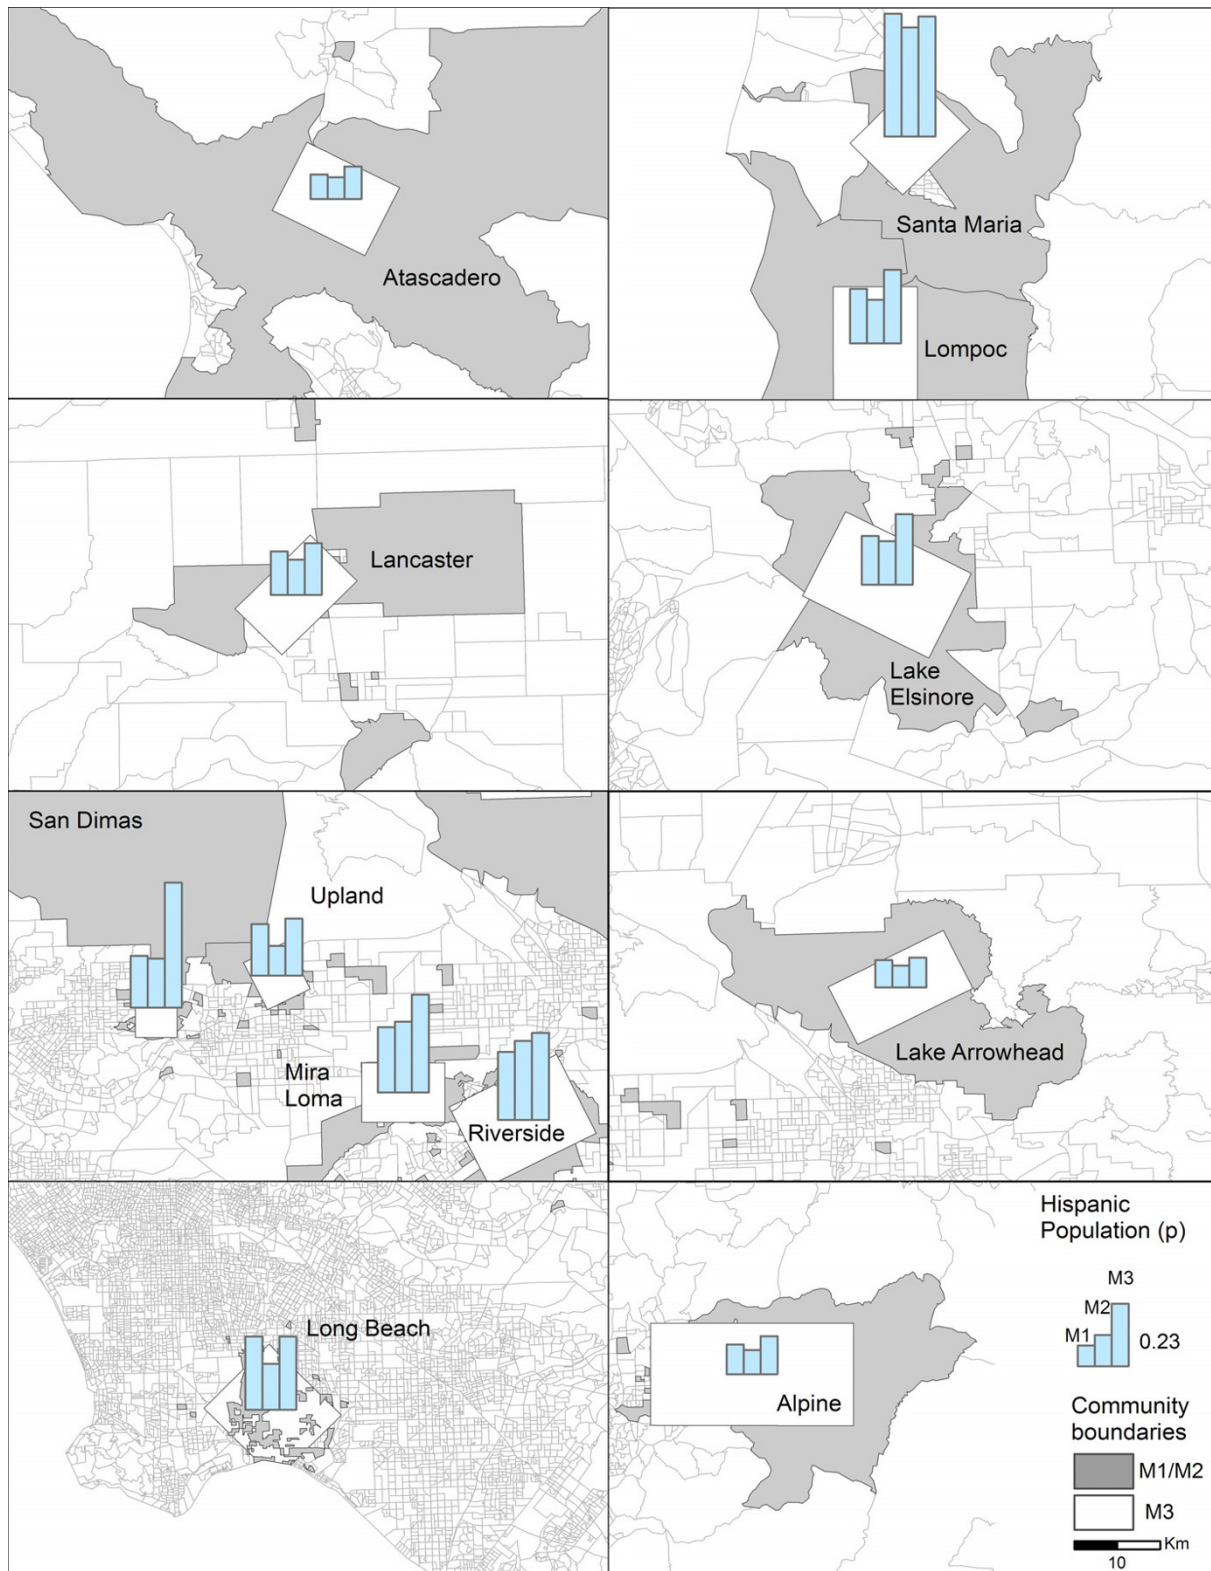 Atascadero
Santa Maria
Lompoc
Lancaster
Lake
Elsinore
San Dimas
Upland
Mira
Loma
Riverside
Lake Arrowhead
Long Beach
Alpine
Hispanic
Population (p)
M3
M2
M1
0.23
Community
boundaries
M1/M2
M3
Km
10